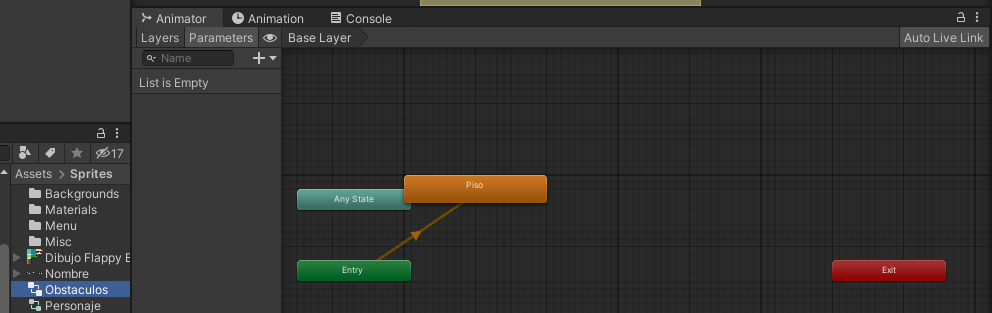 Animator Animation Console
Layers Parameters Base Layer Auto Live Link
Name
List is Empty
17
Assets Sprites
Backgrounds
Materials
Menu
Misc
Dibujo Flappy
Nombre
Obstaculos
Personaje
Piso
Any State
Entry
Exit